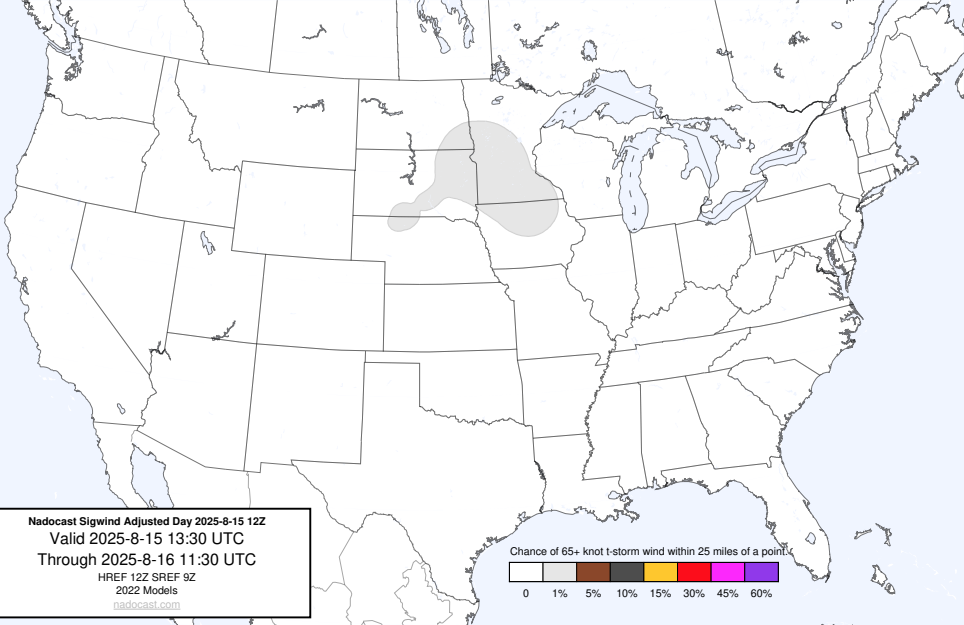 Nadocast Sigwind Adjusted Day 2025-8-15 12Z
Valid 2025-8-15 13:30 UTC
Through 2025-8-16 11:30 UTC
HREF 12Z SREF 9Z
2022 Models
nadocast.com
Chance of 65+ knot t-storm wind within 25 miles of a point.
0 1% 5% 10% 15% 30% 45% 60%